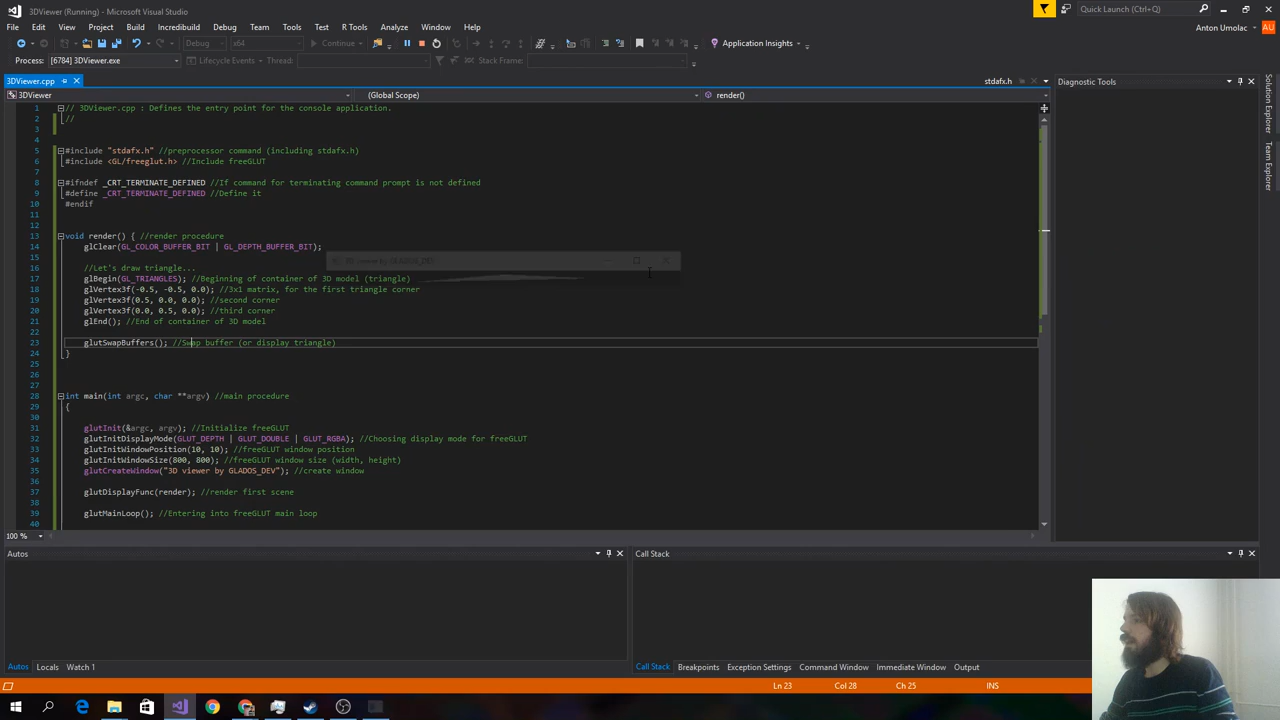 3DViewer (Running) - Microsoft Visual Studio
Quick Launch (Ctrl+Q)
File Edit View Project Build Incredibuild Debug Team Tools Test R Tools Analyze Window Help
Anton Umolac AU
Debug x64 Continue Application Insights
Process: [6784] 3DViewer.exe Lifecycle Events Thread: Stack Frame:
3DViewer.cpp stdafx.h Diagnostic Tools
3DViewer (Global Scope) render()
1 // 3DViewer.cpp : Defines the entry point for the console application.
2 //
3
4
5 #include "stdafx.h" //preprocessor command (including stdafx.h)
6 #include <GL/freeglut.h> //Include freeGLUT
7
8 #ifndef _CRT_TERMINATE_DEFINED //If command for terminating command prompt is not defined
9 #define _CRT_TERMINATE_DEFINED //Define it
10 #endif
11
12
13 void render() { //render procedure
14 glClear(GL_COLOR_BUFFER_BIT | GL_DEPTH_BUFFER_BIT);
3D viewer by GLADOS_DEV
15
16 //Let's draw triangle...
17 glBegin(GL_TRIANGLES); //Beginning of container of 3D model (triangle)
18 glVertex3f(-0.5, -0.5, 0.0); //3x1 matrix, for the first triangle corner
19 glVertex3f(0.5, 0.0, 0.0); //second corner
20 glVertex3f(0.0, 0.5, 0.0); //third corner
21 glEnd(); //End of container of 3D model
22
23 glutSwapBuffers(); //Swap buffer (or display triangle)
24 }
25
26
27
28 int main(int argc, char **argv) //main procedure
29 {
30
31 glutInit(&argc, argv); //Initialize freeGLUT
32 glutInitDisplayMode(GLUT_DEPTH | GLUT_DOUBLE | GLUT_RGBA); //Choosing display mode for freeGLUT
33 glutInitWindowPosition(10, 10); //freeGLUT window position
34 glutInitWindowSize(800, 800); //freeGLUT window size (width, height)
35 glutCreateWindow("3D viewer by GLADOS_DEV"); //create window
36
37 glutDisplayFunc(render); //render first scene
38
39 glutMainLoop(); //Entering into freeGLUT main loop
40
100 %
Solution Explorer
Team Explorer
Autos Call Stack
Autos Locals Watch 1 Call Stack Breakpoints Exception Settings Command Window Immediate Window Output
Ln 23 Col 28 Ch 25 INS